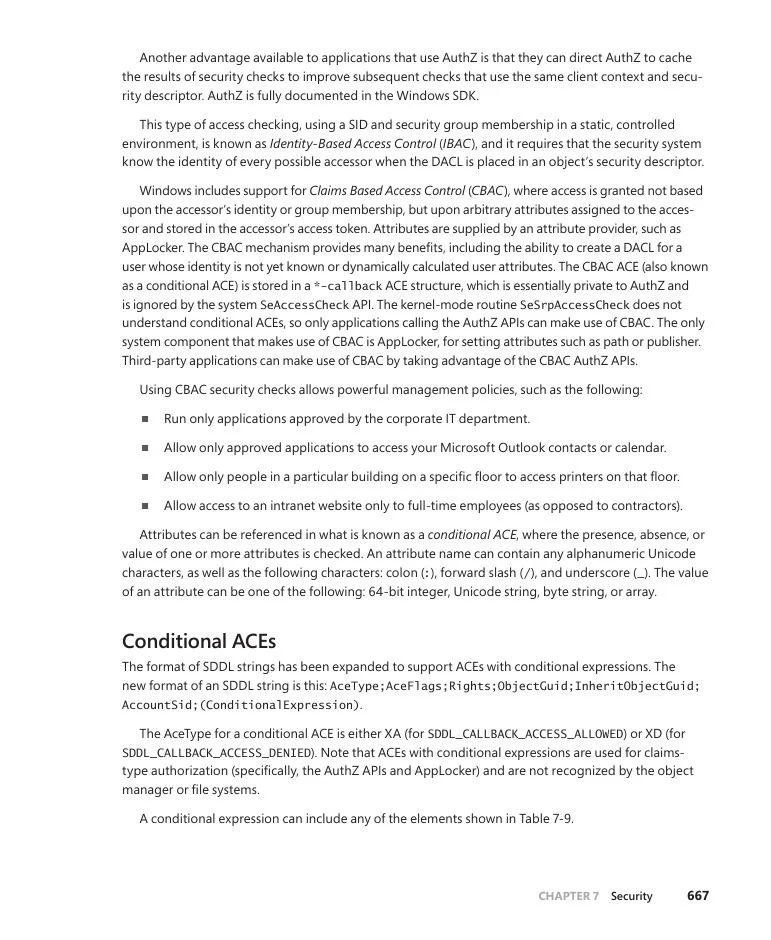 Another advantage available to applications that use AuthZ is that they can direct AuthZ to cache
the results of security checks to improve subsequent checks that use the same client context and secu-
rity descriptor. AuthZ is fully documented in the Windows SDK.
This type of access checking, using a SID and security group membership in a static, controlled
environment, is known as Identity-Based Access Control (IBAC), and it requires that the security system
know the identity of every possible accessor when the DACL is placed in an object's security descriptor.
Windows includes support for Claims Based Access Control (CBAC), where access is granted not based
upon the accessor's identity or group membership, but upon arbitrary attributes assigned to the acces-
sor and stored in the accessor's access token. Attributes are supplied by an attribute provider, such as
AppLocker. The CBAC mechanism provides many benefits, including the ability to create a DACL for a
user whose identity is not yet known or dynamically calculated user attributes. The CBAC ACE (also known
as a conditional ACE) is stored in a *-callback ACE structure, which is essentially private to AuthZ and
is ignored by the system SeAccessCheck API. The kernel-mode routine SeSrpAccessCheck does not
understand conditional ACEs, so only applications calling the AuthZ APIs can make use of CBAC. The only
system component that makes use of CBAC is AppLocker, for setting attributes such as path or publisher.
Third-party applications can make use of CBAC by taking advantage of the CBAC AuthZ APIs.
Using CBAC security checks allows powerful management policies, such as the following:
■ Run only applications approved by the corporate IT department.
■ Allow only approved applications to access your Microsoft Outlook contacts or calendar.
■ Allow only people in a particular building on a specific floor to access printers on that floor.
■ Allow access to an intranet website only to full-time employees (as opposed to contractors).
Attributes can be referenced in what is known as a conditional ACE, where the presence, absence, or
value of one or more attributes is checked. An attribute name can contain any alphanumeric Unicode
characters, as well as the following characters: colon (:), forward slash (/), and underscore (_). The value
of an attribute can be one of the following: 64-bit integer, Unicode string, byte string, or array.
Conditional ACEs
The format of SDDL strings has been expanded to support ACEs with conditional expressions. The
new format of an SDDL string is this: AceType;AceFlags;Rights;ObjectGuid;InheritObjectGuid;
AccountSid;(ConditionalExpression).
The AceType for a conditional ACE is either XA (for SDDL_CALLBACK_ACCESS_ALLOWED) or XD (for
SDDL_CALLBACK_ACCESS_DENIED). Note that ACEs with conditional expressions are used for claims-
type authorization (specifically, the AuthZ APIs and AppLocker) and are not recognized by the object
manager or file systems.
A conditional expression can include any of the elements shown in Table 7-9.
CHAPTER 7 Security 667